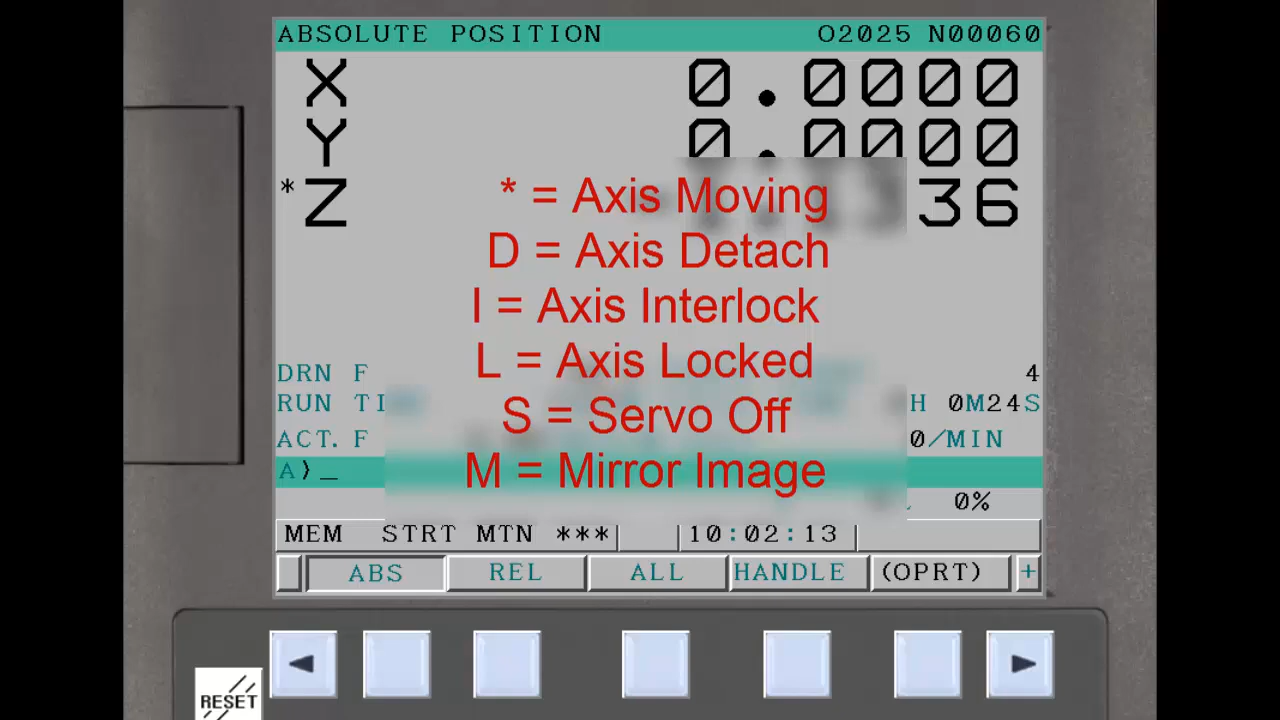 ABSOLUTE POSITION O2025 N00060
X 0.0000
Y 0.0000
*Z 36
* = Axis Moving
D = Axis Detach
I = Axis Interlock
L = Axis Locked
S = Servo Off
M = Mirror Image
DRN F 4
RUN TI H 0M24S
ACT. F 0/MIN
A)_
0%
MEM STRT MTN *** 10:02:13
ABS REL ALL HANDLE (OPRT) +
RESET